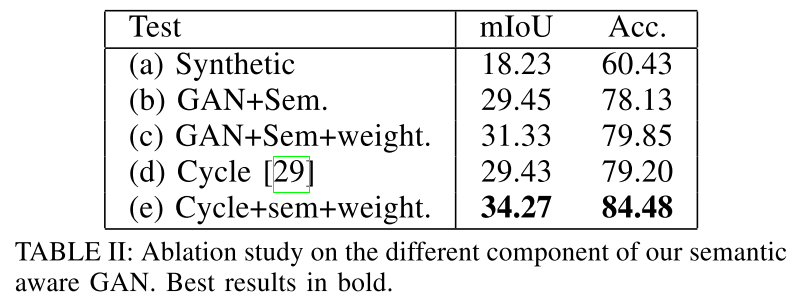 Test mIoU Acc.
(a) Synthetic 18.23 60.43
(b) GAN+Sem. 29.45 78.13
(c) GAN+Sem+weight. 31.33 79.85
(d) Cycle [29] 29.43 79.20
(e) Cycle+sem+weight. 34.27 84.48
TABLE II: Ablation study on the different component of our semantic
aware GAN. Best results in bold.